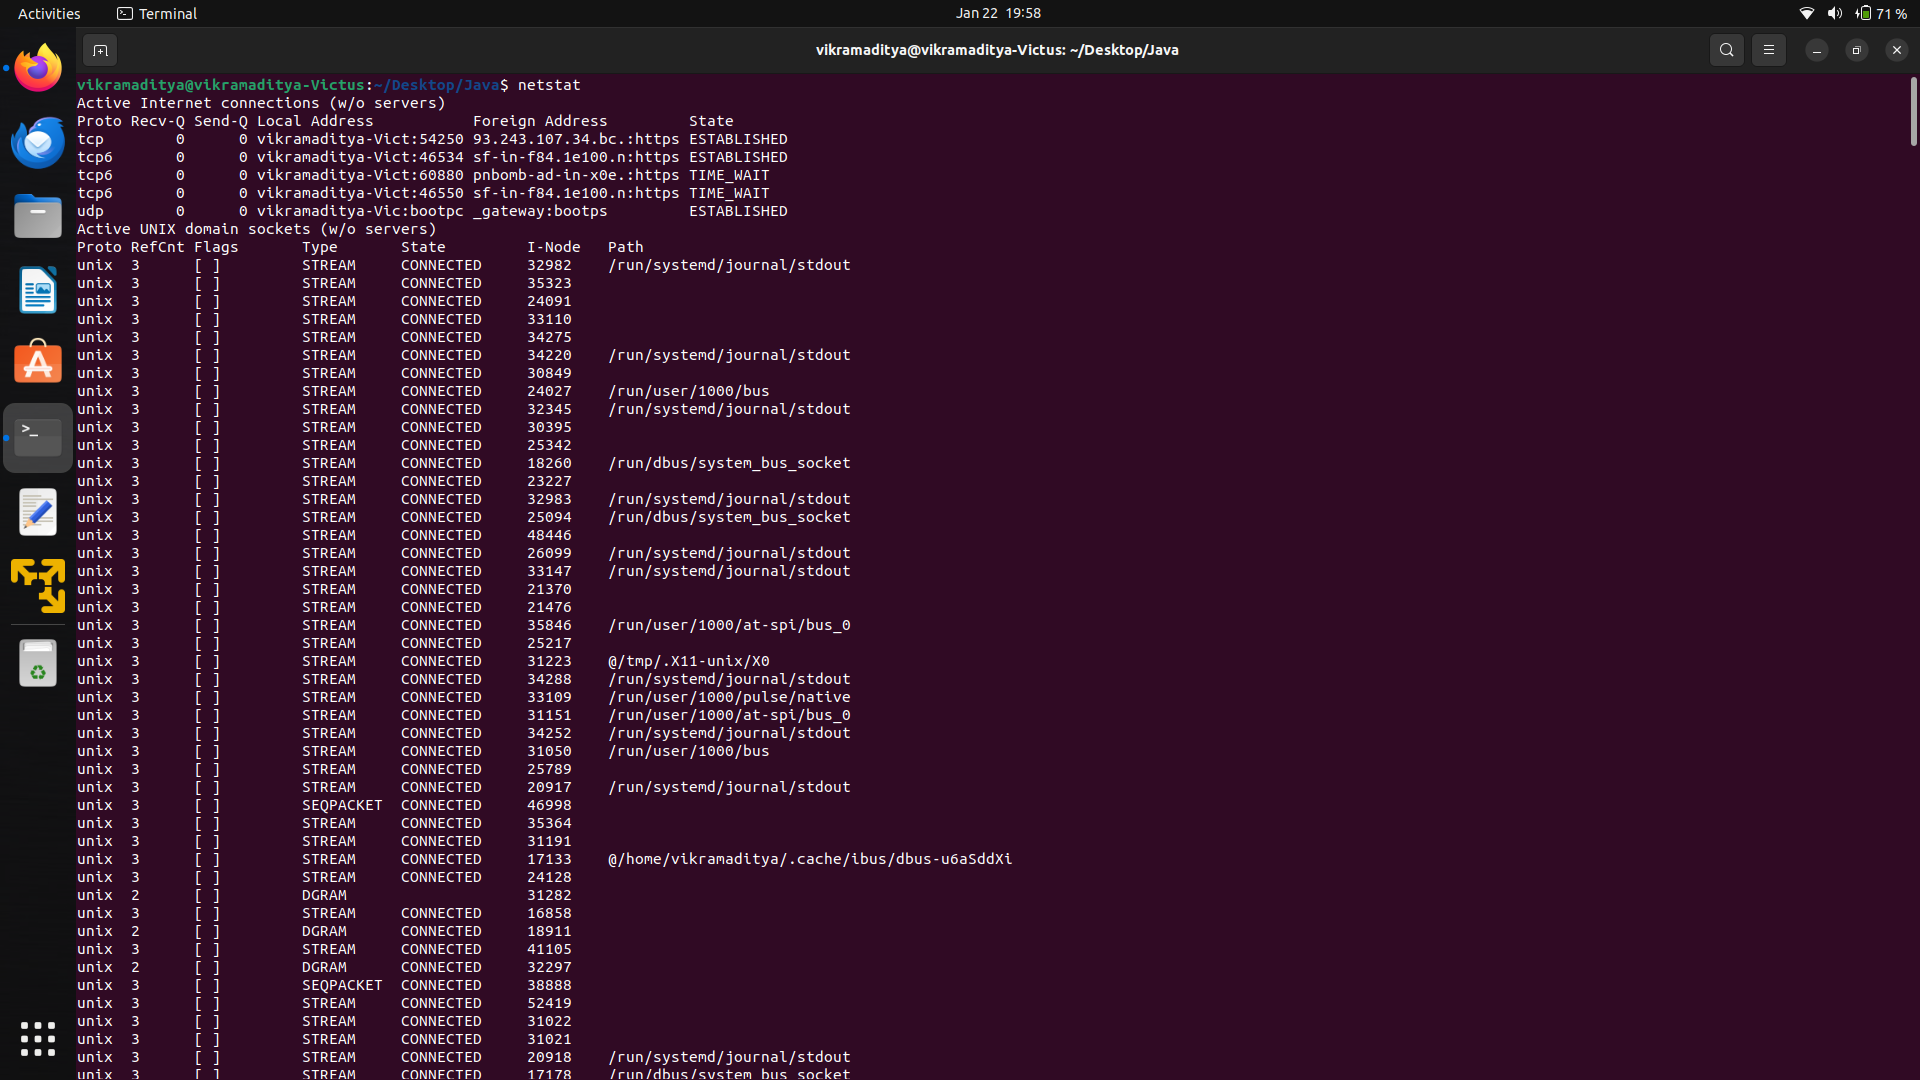 Activities Terminal Jan 22 19:58 71 %
vikramaditya@vikramaditya-Victus: ~/Desktop/Java
vikramaditya@vikramaditya-Victus:~/Desktop/Java$ netstat
Active Internet connections (w/o servers)
Proto Recv-Q Send-Q Local Address Foreign Address State
tcp 0 0 vikramaditya-Vict:54250 93.243.107.34.bc.:https ESTABLISHED
tcp6 0 0 vikramaditya-Vict:46534 sf-in-f84.1e100.n:https ESTABLISHED
tcp6 0 0 vikramaditya-Vict:60880 pnbomb-ad-in-x0e.:https TIME_WAIT
tcp6 0 0 vikramaditya-Vict:46550 sf-in-f84.1e100.n:https TIME_WAIT
udp 0 0 vikramaditya-Vic:bootpc _gateway:bootps ESTABLISHED
Active UNIX domain sockets (w/o servers)
Proto RefCnt Flags Type State I-Node Path
unix 3 [ ] STREAM CONNECTED 32982 /run/systemd/journal/stdout
unix 3 [ ] STREAM CONNECTED 35323
unix 3 [ ] STREAM CONNECTED 24091
unix 3 [ ] STREAM CONNECTED 33110
unix 3 [ ] STREAM CONNECTED 34275
unix 3 [ ] STREAM CONNECTED 34220 /run/systemd/journal/stdout
unix 3 [ ] STREAM CONNECTED 30849
unix 3 [ ] STREAM CONNECTED 24027 /run/user/1000/bus
unix 3 [ ] STREAM CONNECTED 32345 /run/systemd/journal/stdout
unix 3 [ ] STREAM CONNECTED 30395
unix 3 [ ] STREAM CONNECTED 25342
unix 3 [ ] STREAM CONNECTED 18260 /run/dbus/system_bus_socket
unix 3 [ ] STREAM CONNECTED 23227
unix 3 [ ] STREAM CONNECTED 32983 /run/systemd/journal/stdout
unix 3 [ ] STREAM CONNECTED 25094 /run/dbus/system_bus_socket
unix 3 [ ] STREAM CONNECTED 48446
unix 3 [ ] STREAM CONNECTED 26099 /run/systemd/journal/stdout
unix 3 [ ] STREAM CONNECTED 33147 /run/systemd/journal/stdout
unix 3 [ ] STREAM CONNECTED 21370
unix 3 [ ] STREAM CONNECTED 21476
unix 3 [ ] STREAM CONNECTED 35846 /run/user/1000/at-spi/bus_0
unix 3 [ ] STREAM CONNECTED 25217
unix 3 [ ] STREAM CONNECTED 31223 @/tmp/.X11-unix/X0
unix 3 [ ] STREAM CONNECTED 34288 /run/systemd/journal/stdout
unix 3 [ ] STREAM CONNECTED 33109 /run/user/1000/pulse/native
unix 3 [ ] STREAM CONNECTED 31151 /run/user/1000/at-spi/bus_0
unix 3 [ ] STREAM CONNECTED 34252 /run/systemd/journal/stdout
unix 3 [ ] STREAM CONNECTED 31050 /run/user/1000/bus
unix 3 [ ] STREAM CONNECTED 25789
unix 3 [ ] STREAM CONNECTED 20917 /run/systemd/journal/stdout
unix 3 [ ] SEQPACKET CONNECTED 46998
unix 3 [ ] STREAM CONNECTED 35364
unix 3 [ ] STREAM CONNECTED 31191
unix 3 [ ] STREAM CONNECTED 17133 @/home/vikramaditya/.cache/ibus/dbus-u6aSddXi
unix 3 [ ] STREAM CONNECTED 24128
unix 2 [ ] DGRAM 31282
unix 3 [ ] STREAM CONNECTED 16858
unix 2 [ ] DGRAM CONNECTED 18911
unix 3 [ ] STREAM CONNECTED 41105
unix 2 [ ] DGRAM CONNECTED 32297
unix 3 [ ] SEQPACKET CONNECTED 38888
unix 3 [ ] STREAM CONNECTED 52419
unix 3 [ ] STREAM CONNECTED 31022
unix 3 [ ] STREAM CONNECTED 31021
unix 3 [ ] STREAM CONNECTED 20918 /run/systemd/journal/stdout
unix 3 [ ] STREAM CONNECTED 17178 /run/dbus/system_bus_socket